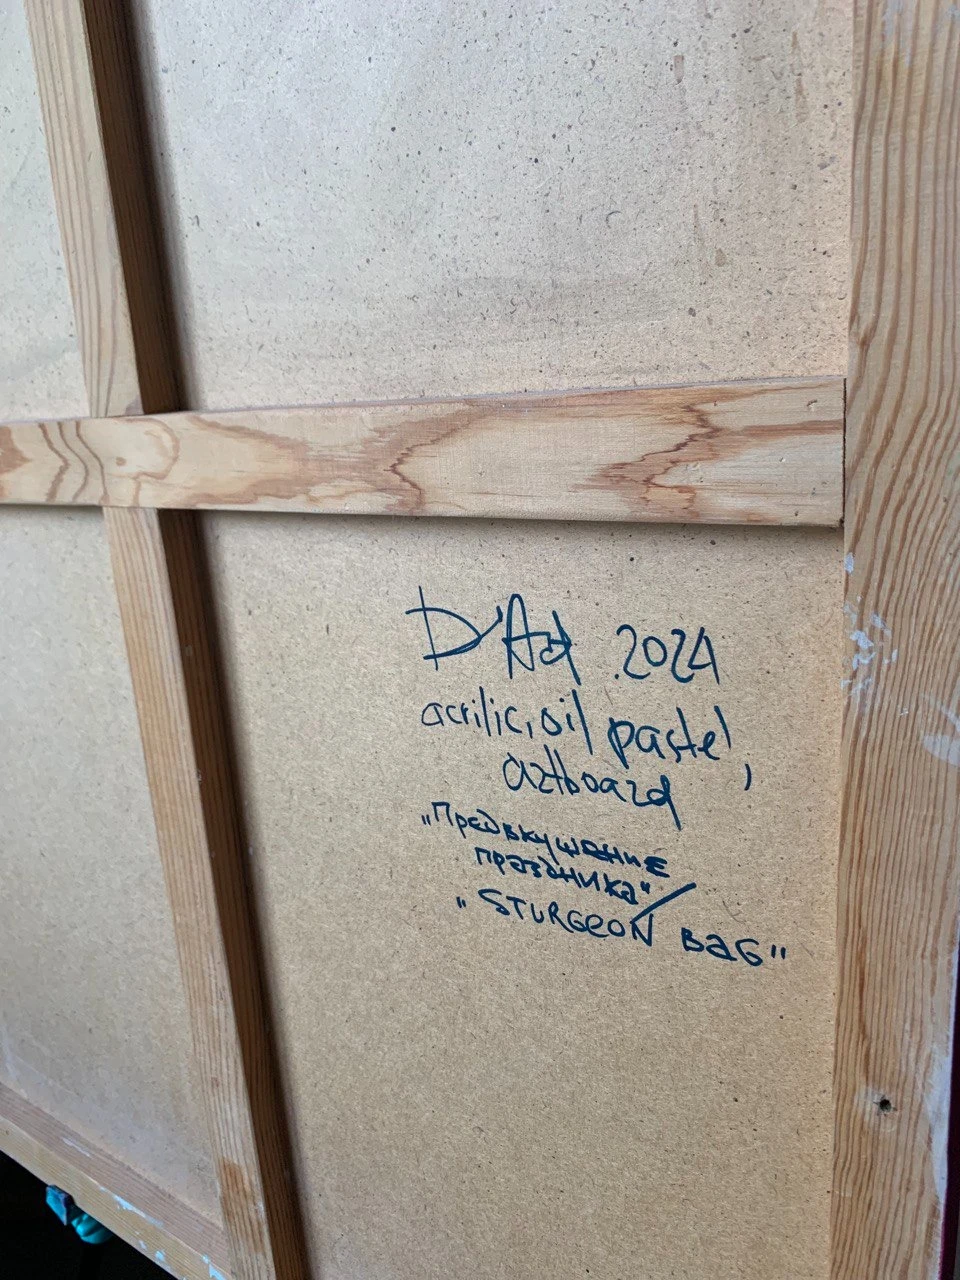 D'Ad 2024
acrilic, oil pastel,
artboard
"Предвкушение
праздника" /
"STURGEON BaG"